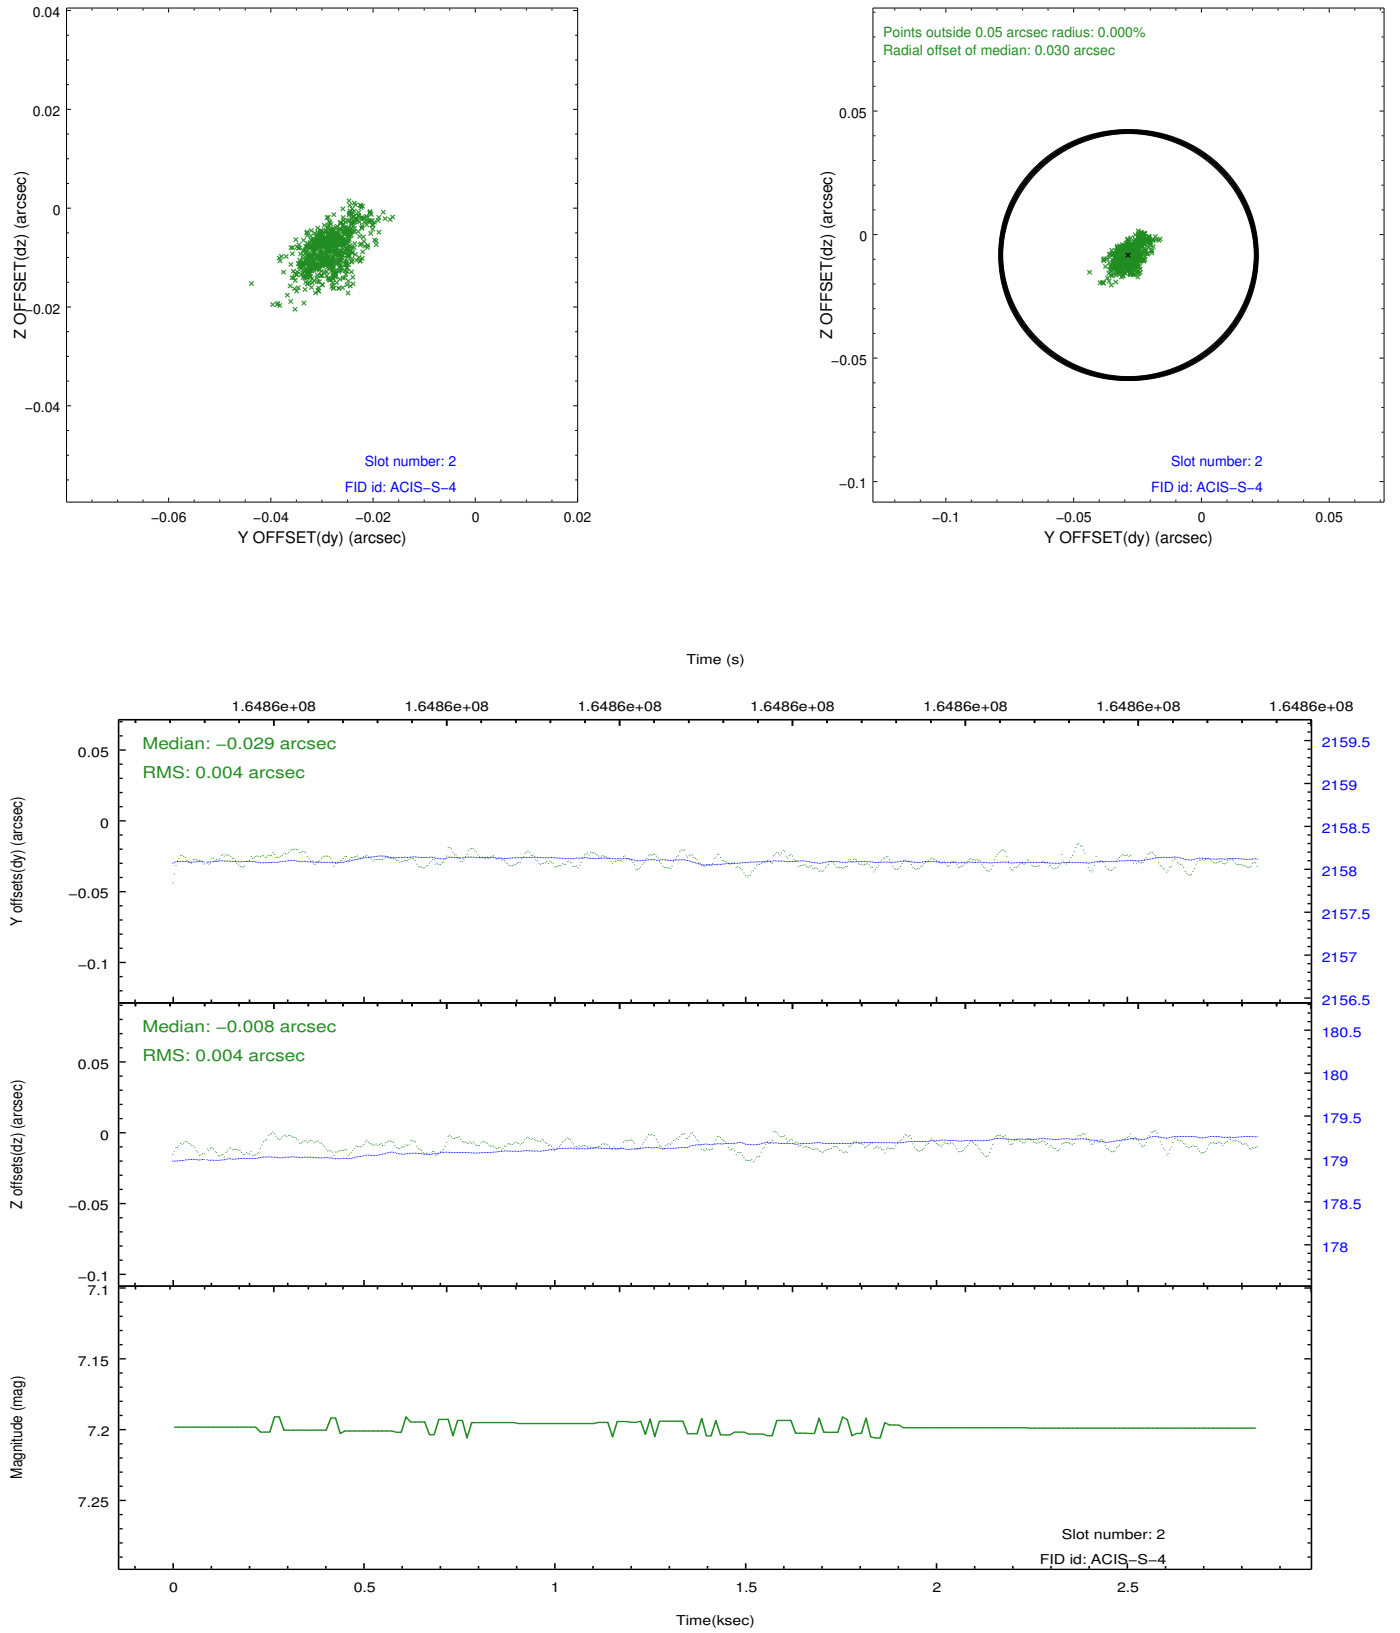 0.04
0.02
0
−0.02
−0.04
Z OFFSET(dz) (arcsec)
Slot number: 2
FID id: ACIS−S−4
−0.06 −0.04 −0.02 0 0.02
Y OFFSET(dy) (arcsec)
Points outside 0.05 arcsec radius: 0.000%
Radial offset of median: 0.030 arcsec
0.05
0
−0.05
−0.1
Z OFFSET(dz) (arcsec)
Slot number: 2
FID id: ACIS−S−4
−0.1 −0.05 0 0.05
Y OFFSET(dy) (arcsec)
Time (s)
1.6486e+08 1.6486e+08 1.6486e+08 1.6486e+08 1.6486e+08 1.6486e+08 1.6486e+08
Median: −0.029 arcsec
RMS: 0.004 arcsec
Y offsets(dy) (arcsec)
0.05
0
−0.05
−0.1
2159.5
2159
2158.5
2158
2157.5
2157
2156.5
Median: −0.008 arcsec
RMS: 0.004 arcsec
Z offsets(dz) (arcsec)
0.05
0
−0.05
−0.1
180.5
180
179.5
179
178.5
178
Magnitude (mag)
7.1
7.15
7.2
7.25
Slot number: 2
FID id: ACIS−S−4
0 0.5 1 1.5 2 2.5
Time(ksec)